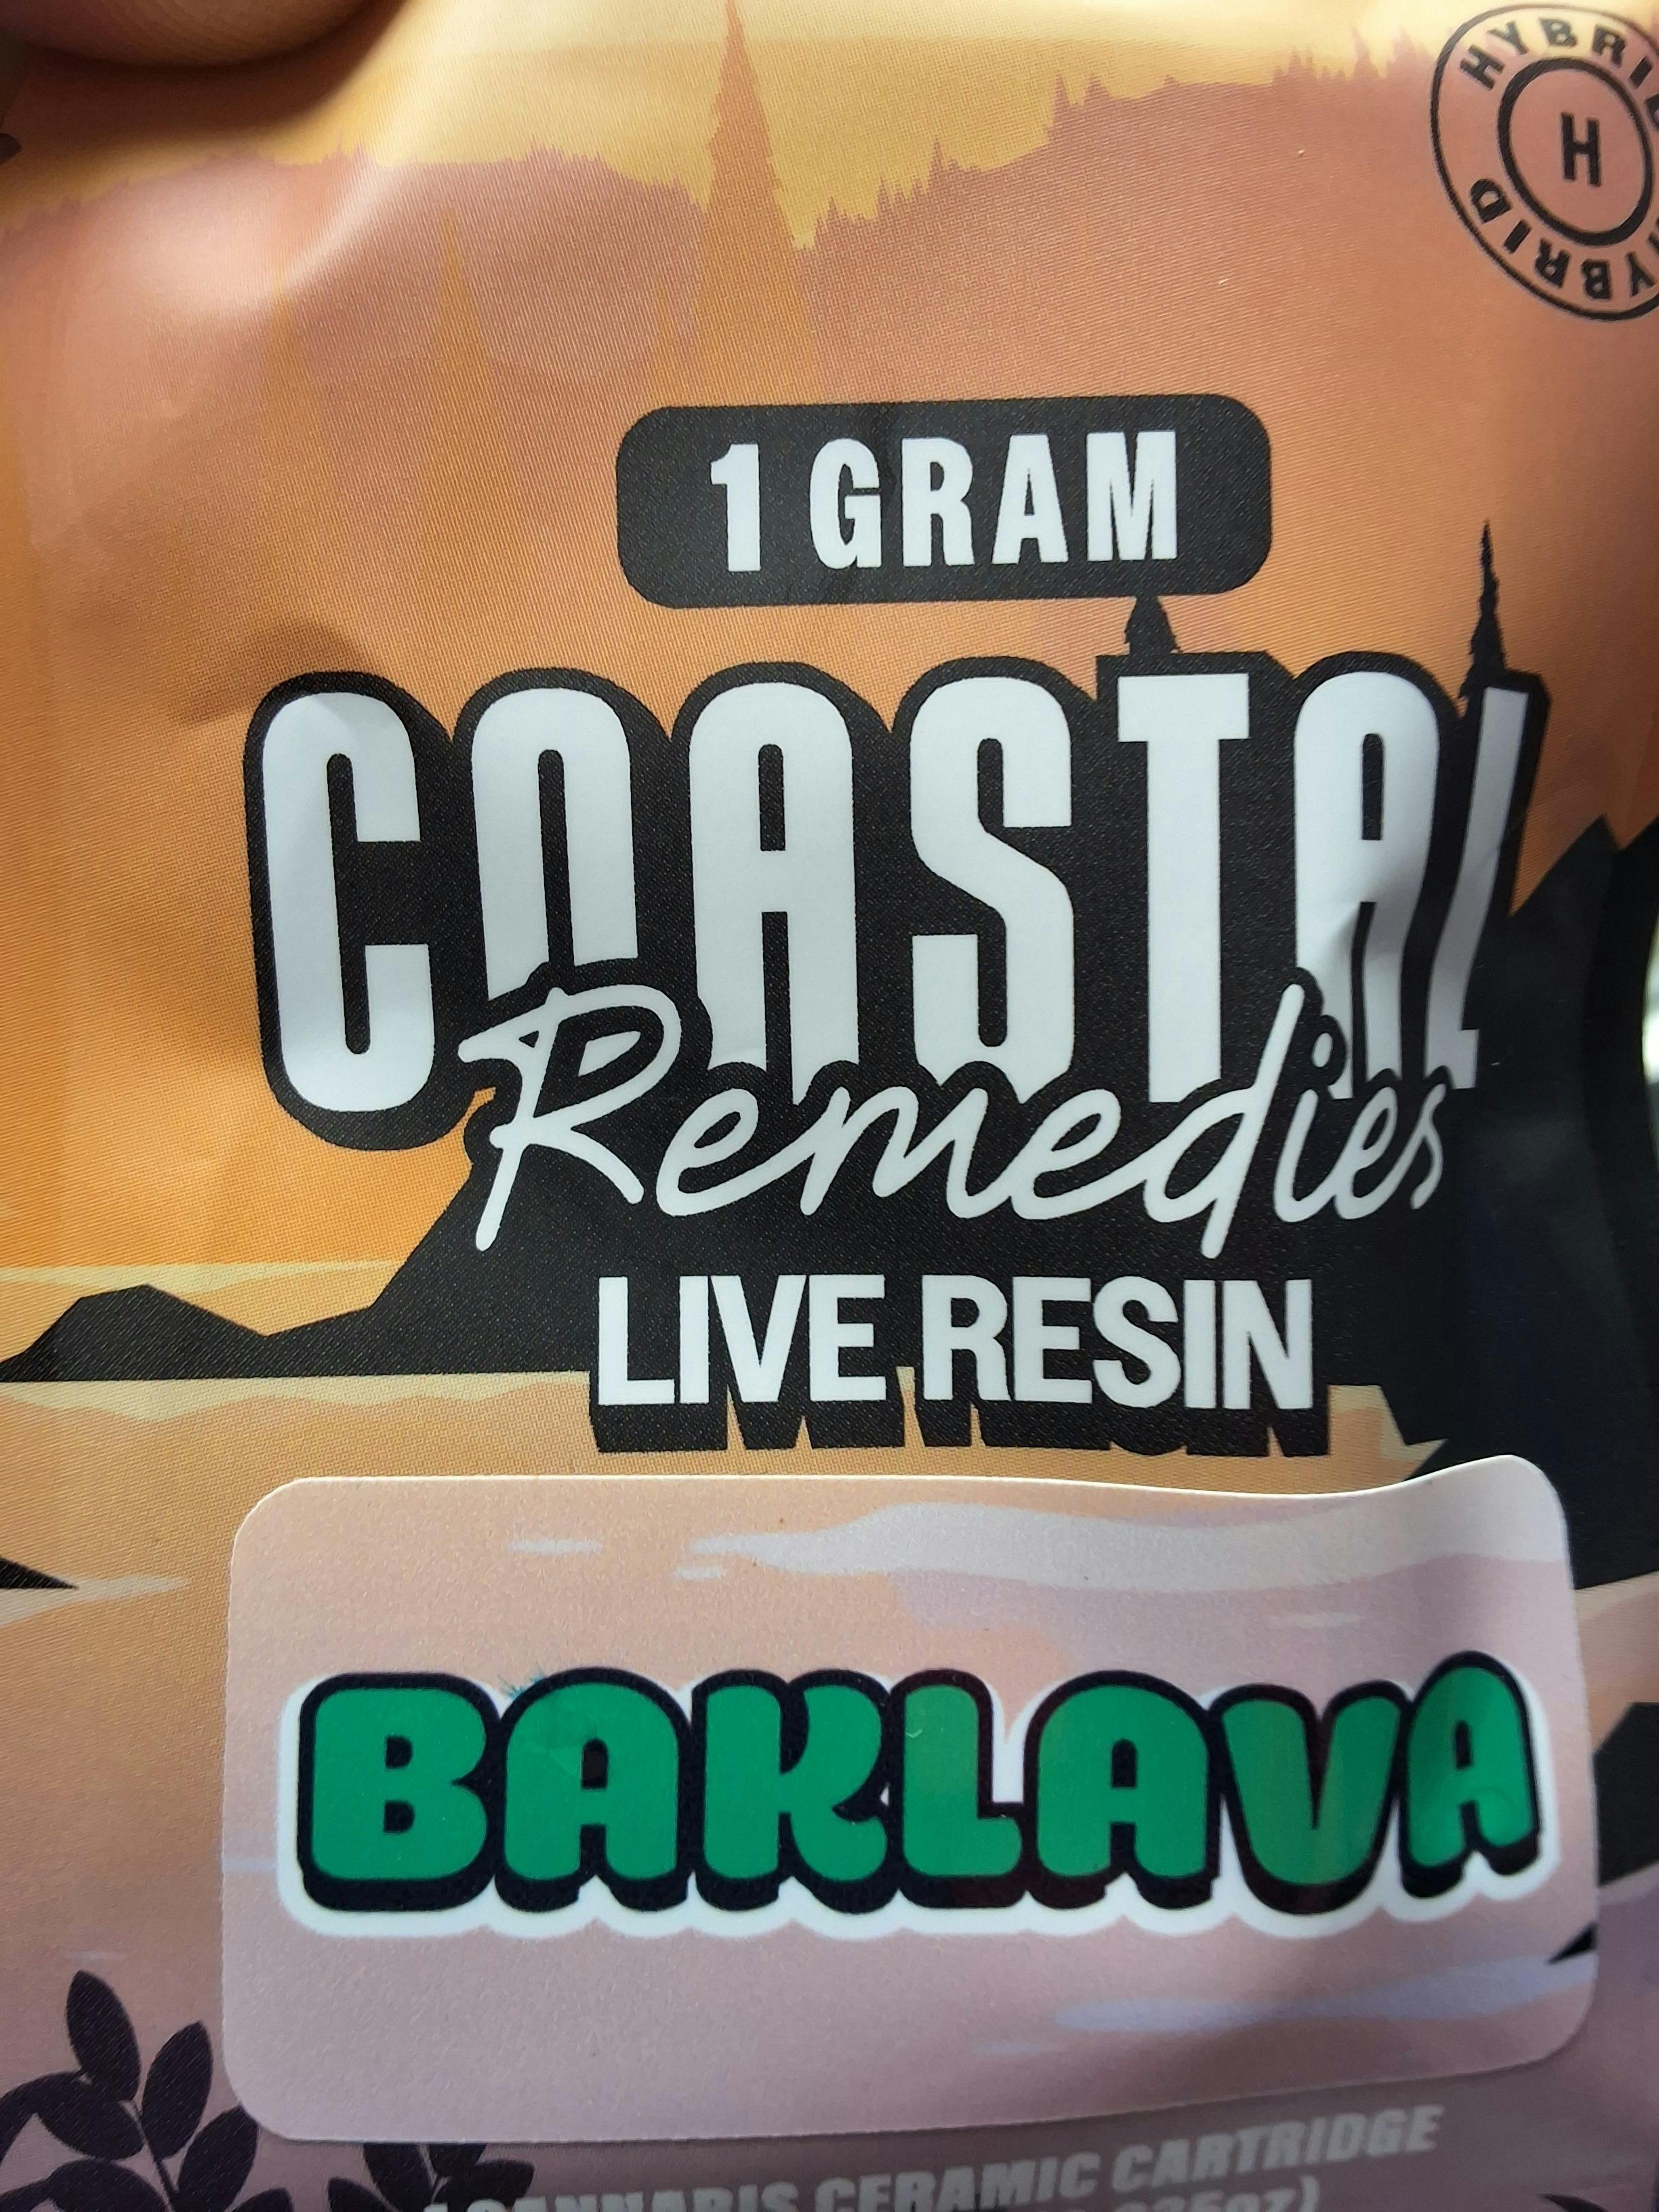 HYBRID
H
HYBRID
1 GRAM
COASTAL
Remedies
LIVE RESIN
BAKLAVA
CANNABIS CERAMIC CARTRIDGE